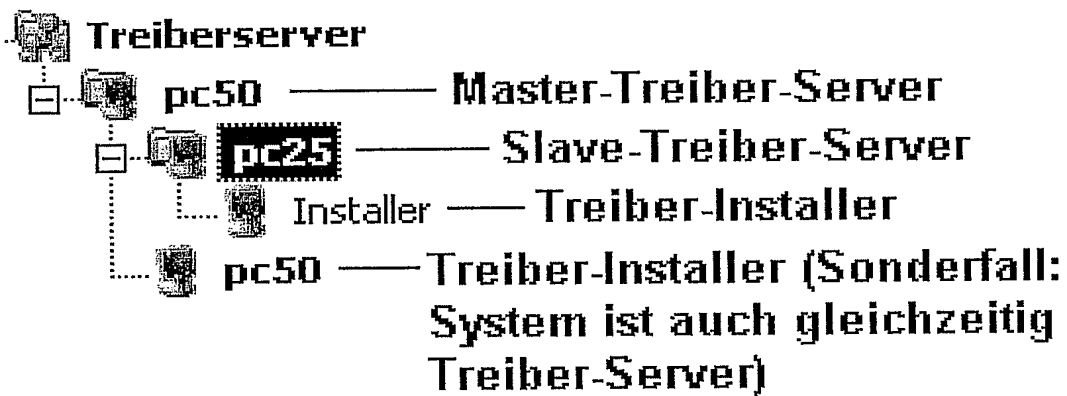 Treiberserver
pc50 Master-Treiber-Server
pc25 Slave-Treiber-Server
Installer Treiber-Installer
pc50 Treiber-Installer (Sonderfall:
System ist auch gleichzeitig
Treiber-Server)